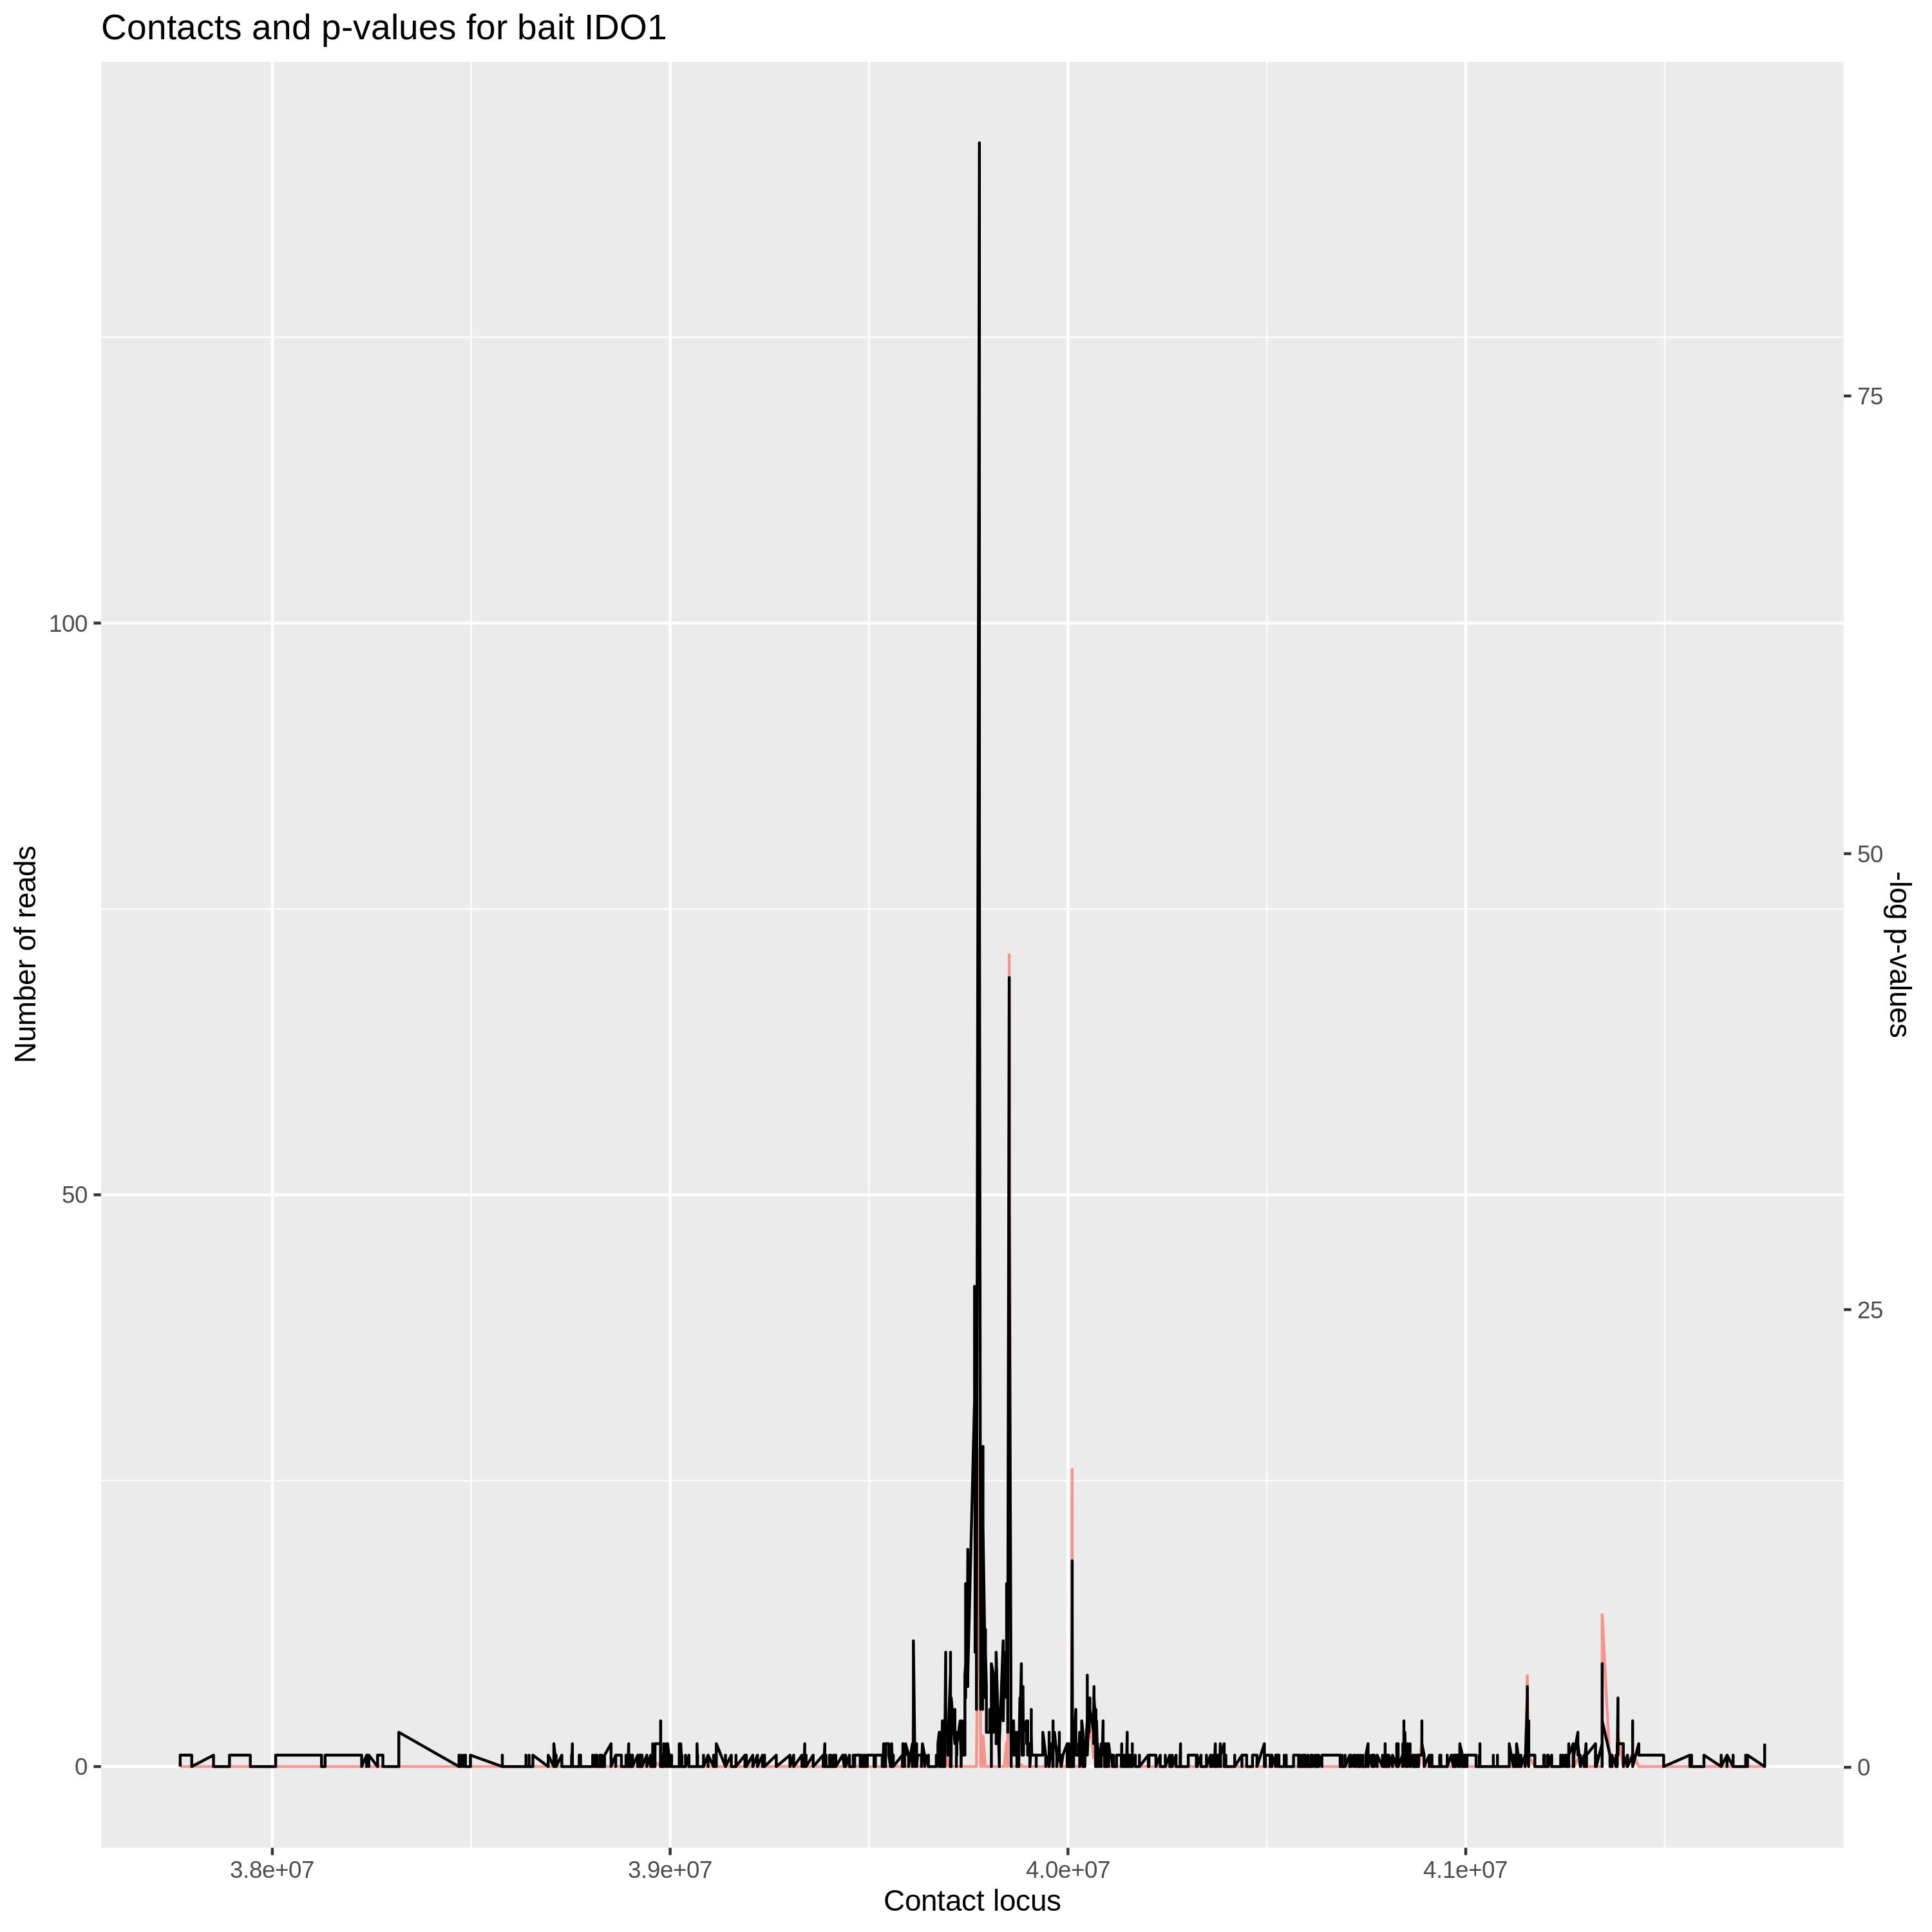 Contacts and p-values for bait IDO1
Number of reads
100
50
0
75
50
25
0
-log p-values
3.8e+07
3.9e+07
4.0e+07
4.1e+07
Contact locus